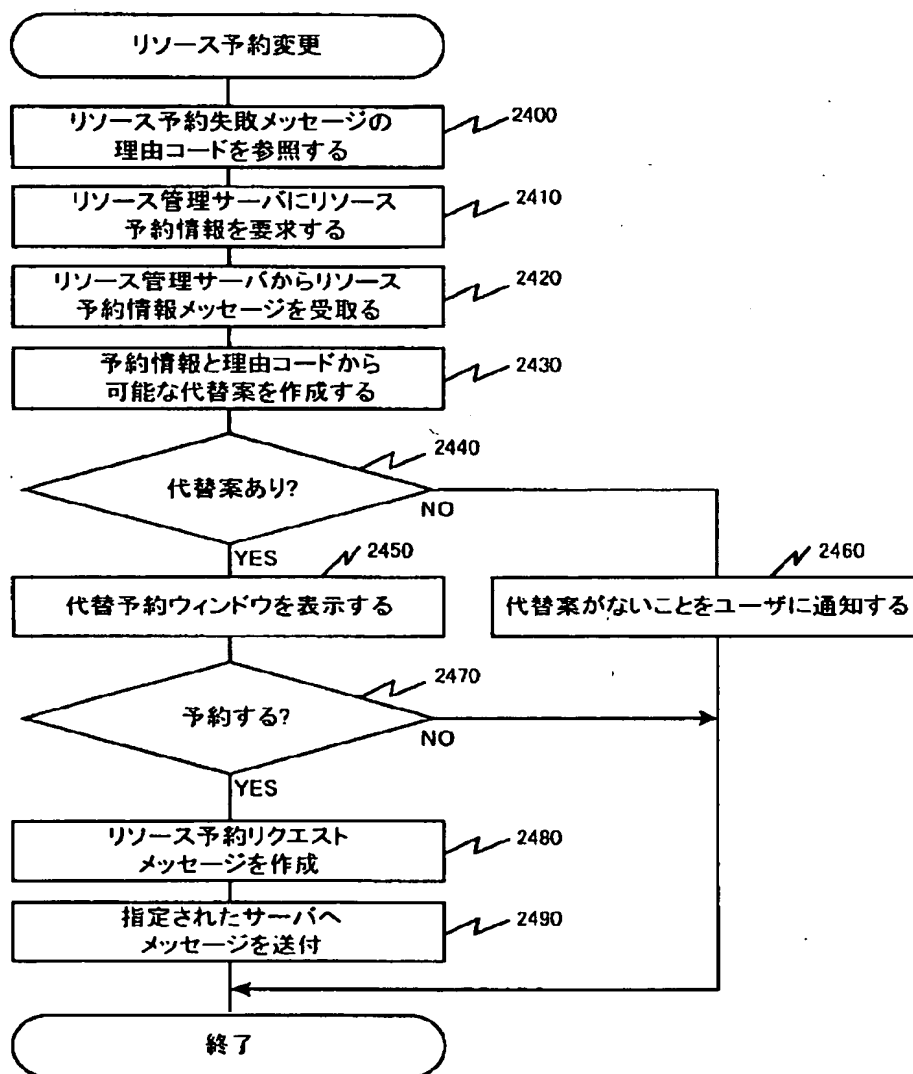 リソース予約変更
リソース予約失敗メッセージの
理由コードを参照する
2400
リソース管理サーバにリソース
予約情報を要求する
2410
リソース管理サーバからリソース
予約情報メッセージを受取る
2420
予約情報と理由コードから
可能な代替案を作成する
2430
代替案あり?
2440
NO
YES
2450
代替予約ウィンドウを表示する
2460
代替案がないことをユーザに通知する
予約する?
2470
NO
YES
リソース予約リクエスト
メッセージを作成
2480
指定されたサーバへ
メッセージを送付
2490
終了